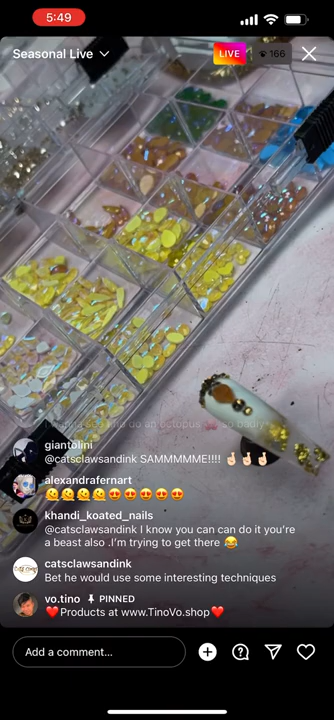 5:49
Seasonal Live
LIVE
166
giantolini
@catsclawsandink SAMMMMME!!!! 🤞🏻🤞🏻🤞🏻
alexandrafernart
🫠🫠🫠🫠😍😍😍😍😍
khandi_koated_nails
@catsclawsandink I know you can can do it you're
a beast also .I'm trying to get there 😂
catsclawsandink
Bet he would use some interesting techniques
vo.tino PINNED
❤️Products at www.TinoVo.shop❤️
Add a comment...